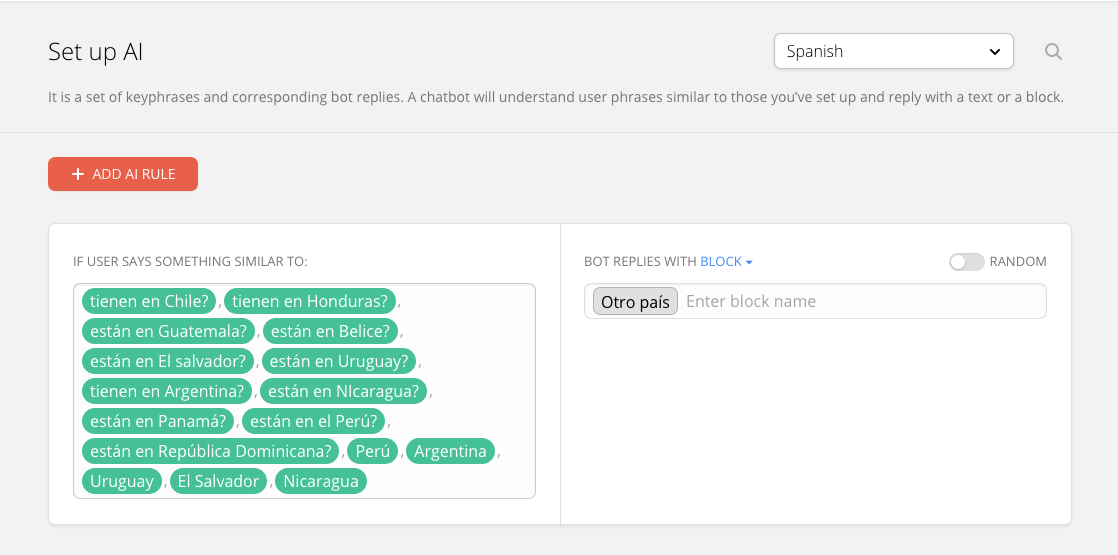 Set up AI
Spanish
It is a set of keyphrases and corresponding bot replies. A chatbot will understand user phrases similar to those you’ve set up and reply with a text or a block.
+ ADD AI RULE
IF USER SAYS SOMETHING SIMILAR TO:
tienen en Chile? , tienen en Honduras? ,
están en Guatemala? , están en Belice? ,
están en El salvador? , están en Uruguay? ,
tienen en Argentina? , están en NIcaragua? ,
están en Panamá? , están en el Perú? ,
están en República Dominicana? , Perú , Argentina ,
Uruguay , El Salvador , Nicaragua
BOT REPLIES WITH BLOCK
RANDOM
Otro país Enter block name